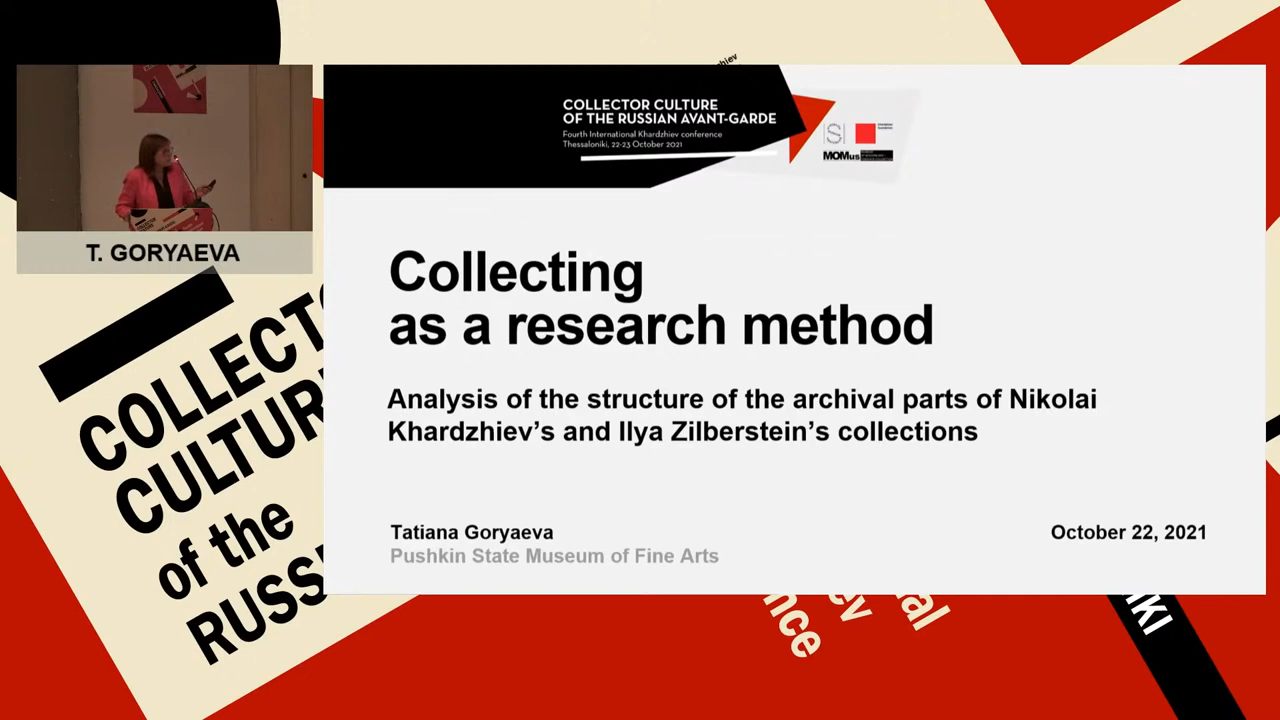 COLLECTOR CULTURE
OF THE RUSSIAN AVANT-GARDE
Fourth International Khardzhiev conference
Thessaloniki, 22-23 October 2021
MOMus
T. GORYAEVA
Collecting
as a research method
Analysis of the structure of the archival parts of Nikolai
Khardzhiev’s and Ilya Zilberstein’s collections
Tatiana Goryaeva
October 22, 2021
Pushkin State Museum of Fine Arts
COLLECT
CULTUR
of the
RUSS